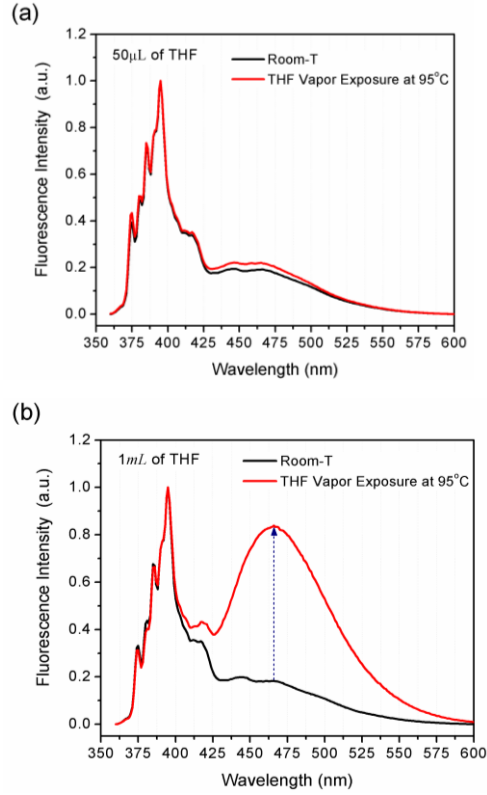 (a)
50μL of THF
Room-T
THF Vapor Exposure at 95°C
Fluorescence Intensity (a.u.)
1.2
1.0
0.8
0.6
0.4
0.2
0.0
350 375 400 425 450 475 500 525 550 575 600
Wavelength (nm)
(b)
1mL of THF
Room-T
THF Vapor Exposure at 95°C
Fluorescence Intensity (a.u.)
1.2
1.0
0.8
0.6
0.4
0.2
0.0
350 375 400 425 450 475 500 525 550 575 600
Wavelength (nm)